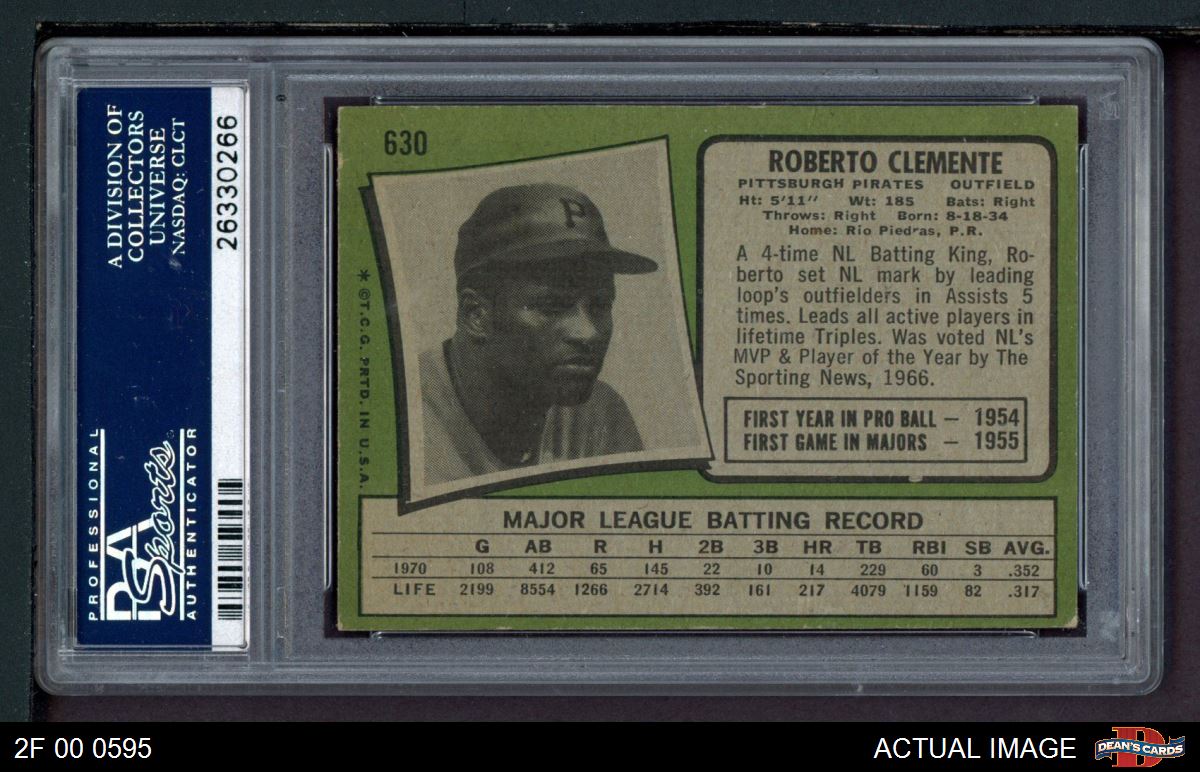 A DIVISION OF
COLLECTORS
UNIVERSE
NASDAQ: CLCT
26330266
PROFESSIONAL
PSA
Sports
AUTHENTICATOR
630
P
* ©T.C.G. PRTD. IN U.S.A.
ROBERTO CLEMENTE
PITTSBURGH PIRATES OUTFIELD
Ht: 5'11" Wt: 185 Bats: Right
Throws: Right Born: 8-18-34
Home: Rio Piedras, P.R.
A 4-time NL Batting King, Ro-
berto set NL mark by leading
loop's outfielders in Assists 5
times. Leads all active players in
lifetime Triples. Was voted NL's
MVP & Player of the Year by The
Sporting News, 1966.
FIRST YEAR IN PRO BALL — 1954
FIRST GAME IN MAJORS — 1955
MAJOR LEAGUE BATTING RECORD
G AB R H 2B 3B HR TB RBI SB AVG.
1970 108 412 65 145 22 10 14 229 60 3 .352
LIFE 2199 8554 1266 2714 392 161 217 4079 1159 82 .317
2F 00 0595
ACTUAL IMAGE
D
DEAN'S CARDS